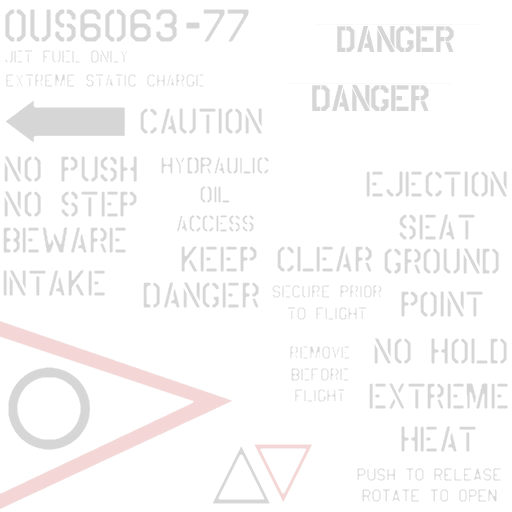 OUS6063-77
JET FUEL ONLY
EXTREME STATIC CHARGE
DANGER
DANGER
CAUTION
NO PUSH
NO STEP
BEWARE
INTAKE
HYDRAULIC
OIL
ACCESS
KEEP CLEAR
DANGER
EJECTION
SEAT
GROUND
POINT
SECURE PRIOR
TO FLIGHT
REMOVE
BEFORE
FLIGHT
NO HOLD
EXTREME
HEAT
PUSH TO RELEASE
ROTATE TO OPEN